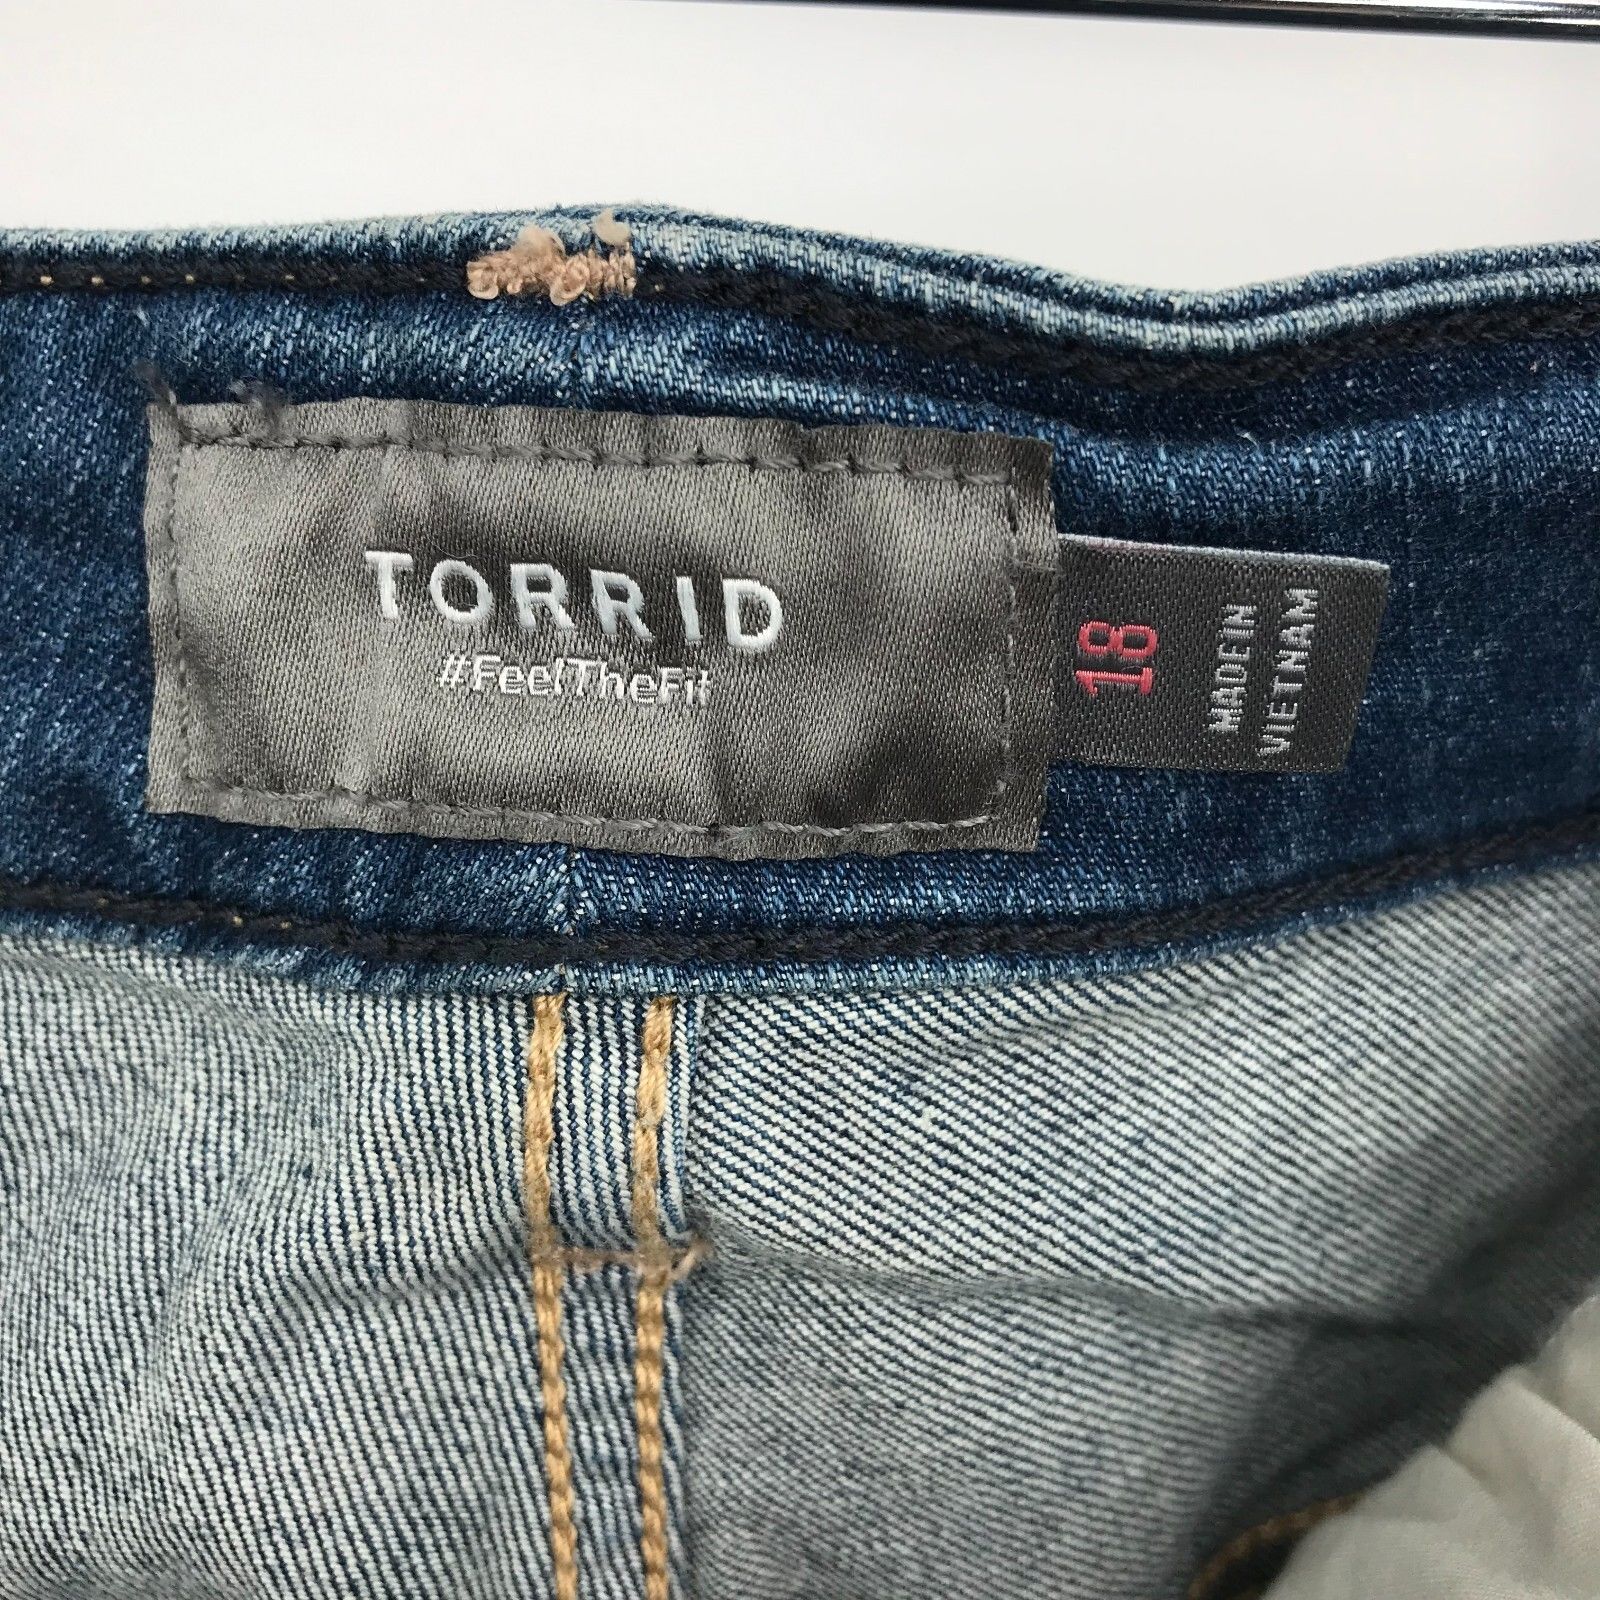 TORRID
#FeelTheFit
18
MADE IN
VIETNAM